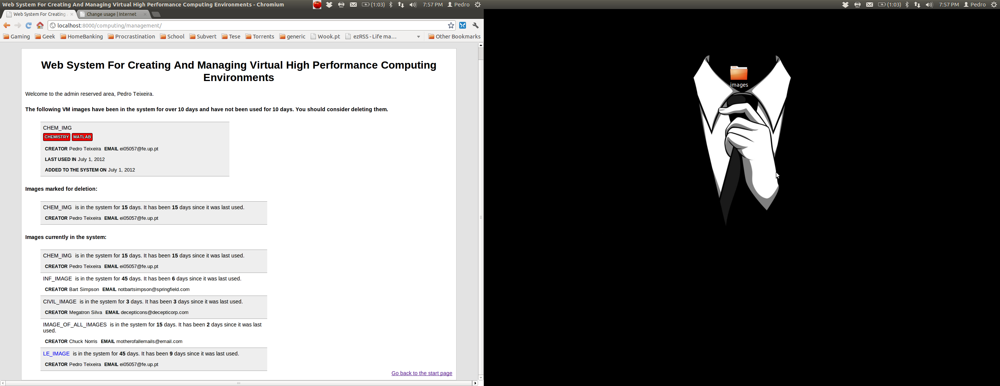 Web System For Creating And Managing Virtual High Performance Computing Environments - Chromium
(1:03) 7:57 PM Pedro
(1:03) 7:57 PM Pedro
Web System For Creating
Change usage | Internet
localhost:8000/computing/management/
Gaming Geek HomeBanking Procrastination School Subvert Tese Torrents generic Wook.pt ezRSS - Life ma... Other Bookmarks
Web System For Creating And Managing Virtual High Performance Computing
Environments
Welcome to the admin reserved area, Pedro Teixeira.
The following VM images have been in the system for over 10 days and have not been used for 10 days. You should consider deleting them.
CHEM_IMG
CHEMISTRY MATLAB
CREATOR Pedro Teixeira EMAIL ei05057@fe.up.pt
LAST USED IN July 1, 2012
ADDED TO THE SYSTEM ON July 1, 2012
Images marked for deletion:
CHEM_IMG is in the system for 15 days. It has been 15 days since it was last used.
CREATOR Pedro Teixeira EMAIL ei05057@fe.up.pt
Images currently in the system:
CHEM_IMG is in the system for 15 days. It has been 15 days since it was last used.
CREATOR Pedro Teixeira EMAIL ei05057@fe.up.pt
INF_IMAGE is in the system for 45 days. It has been 6 days since it was last used.
CREATOR Bart Simpson EMAIL notbartsimpson@springfield.com
CIVIL_IMAGE is in the system for 3 days. It has been 3 days since it was last used.
CREATOR Megatron Silva EMAIL decepticons@decepticorp.com
IMAGE_OF_ALL_IMAGES is in the system for 15 days. It has been 2 days since it was last
used.
CREATOR Chuck Norris EMAIL motherofallemails@email.com
LE_IMAGE is in the system for 45 days. It has been 9 days since it was last used.
CREATOR Pedro Teixeira EMAIL ei05057@fe.up.pt
Go back to the start page
images